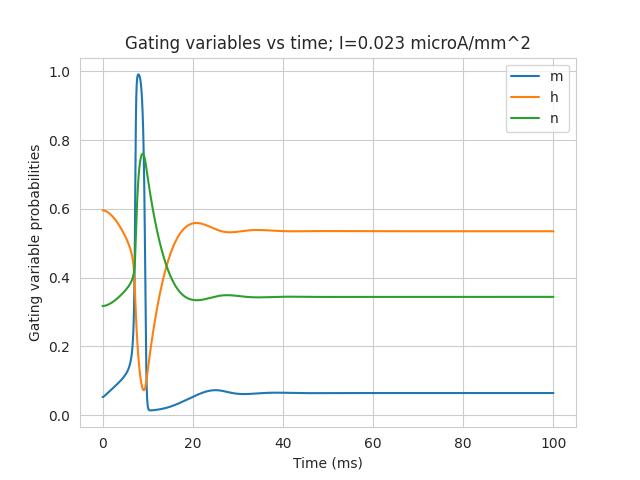 Gating variables vs time; I=0.023 microA/mm^2
m
h
n
Gating variable probabilities
1.0
0.8
0.6
0.4
0.2
0.0
0 20 40 60 80 100
Time (ms)